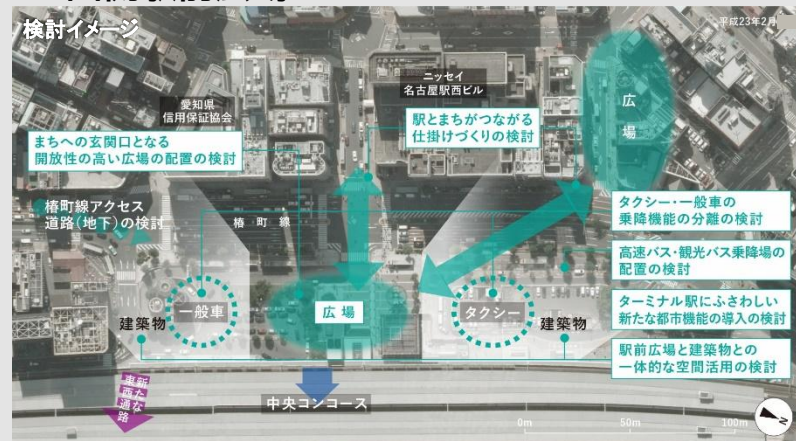 検討イメージ
平成23年2月
愛知県
信用保証協会
ニッセイ
名古屋駅西ビル
広
場
まちへの玄関口となる
開放性の高い広場の配置の検討
駅とまちがつながる
仕掛けづくりの検討
椿町線アクセス
道路(地下)の検討
椿町線
タクシー・一般車の
乗降機能の分離の検討
高速バス・観光バス乗降場の
配置の検討
一般車
広場
タクシー
建築物
建築物
ターミナル駅にふさわしい
新たな都市機能の導入の検討
駅前広場と建築物との
一体的な空間活用の検討
新たな
東西通路
中央コンコース
0m
50m
100m
N